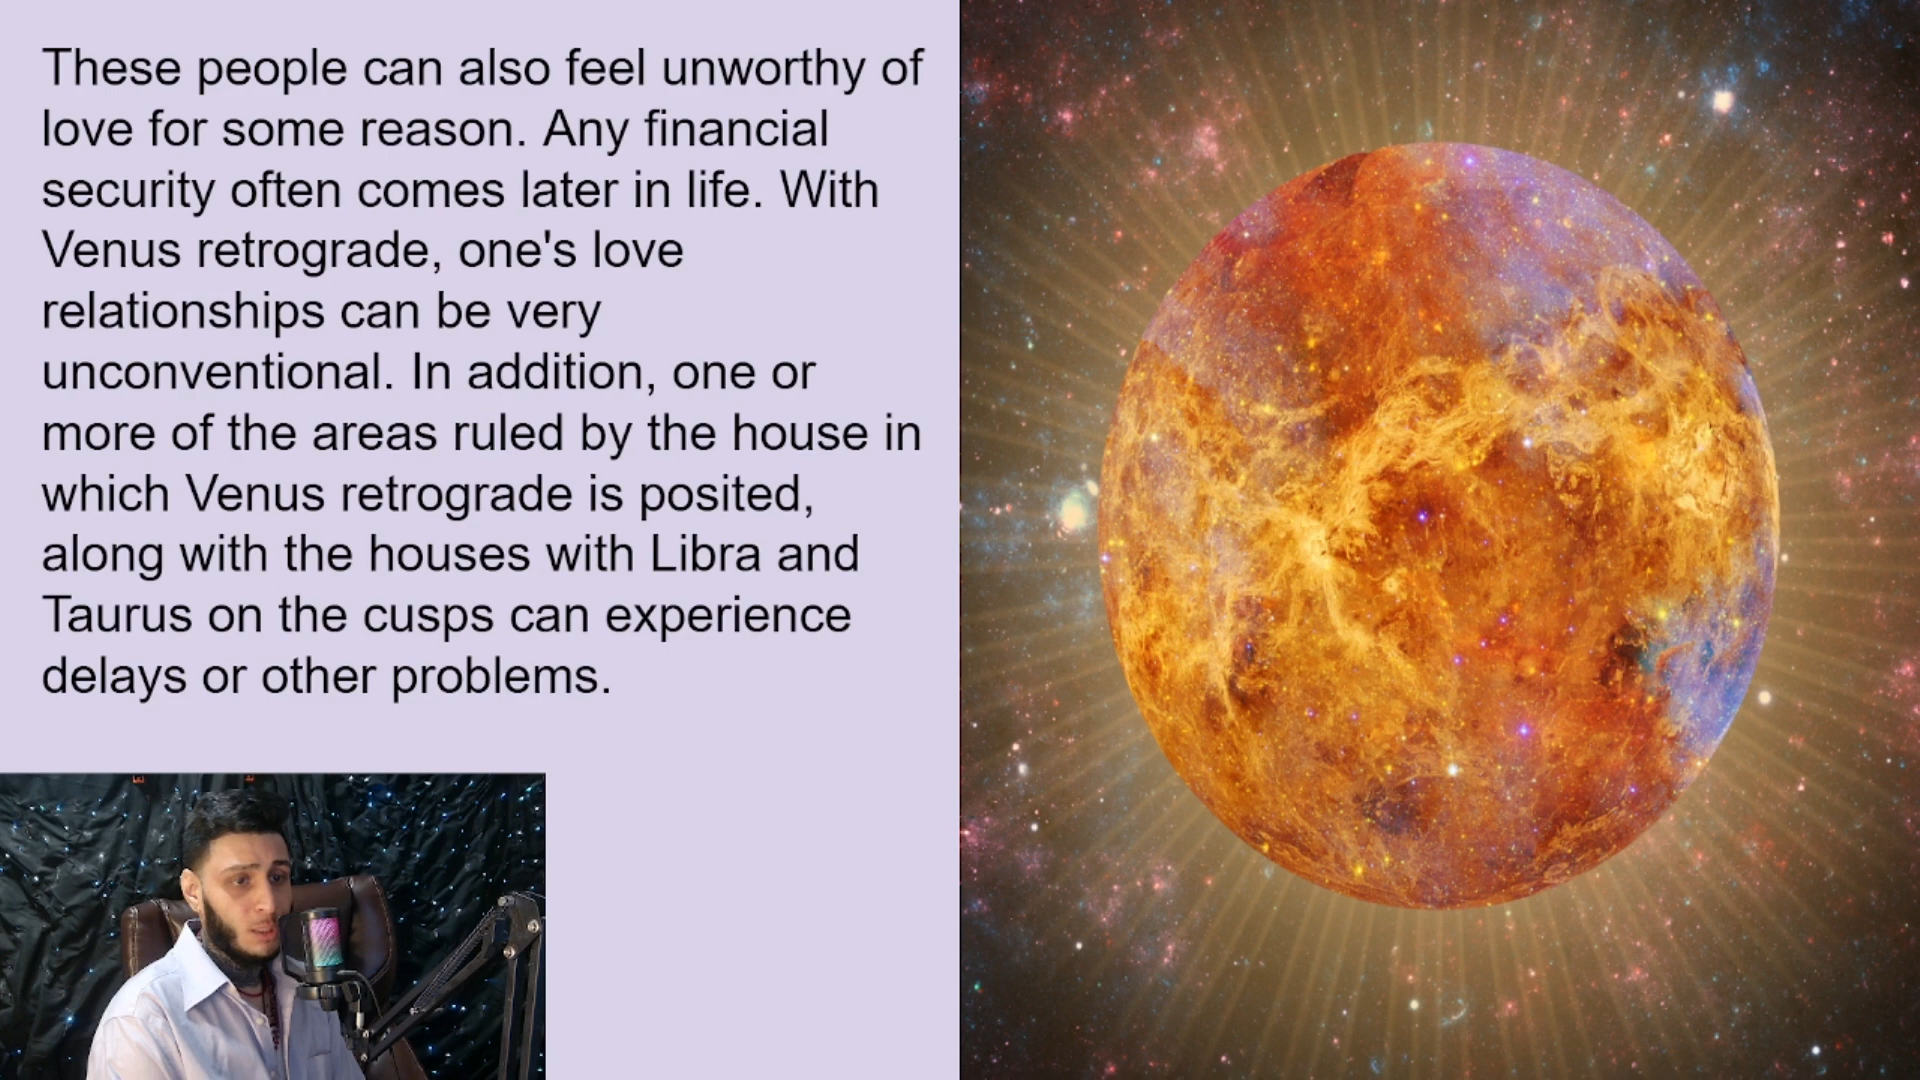 These people can also feel unworthy of
love for some reason. Any financial
security often comes later in life. With
Venus retrograde, one's love
relationships can be very
unconventional. In addition, one or
more of the areas ruled by the house in
which Venus retrograde is posited,
along with the houses with Libra and
Taurus on the cusps can experience
delays or other problems.